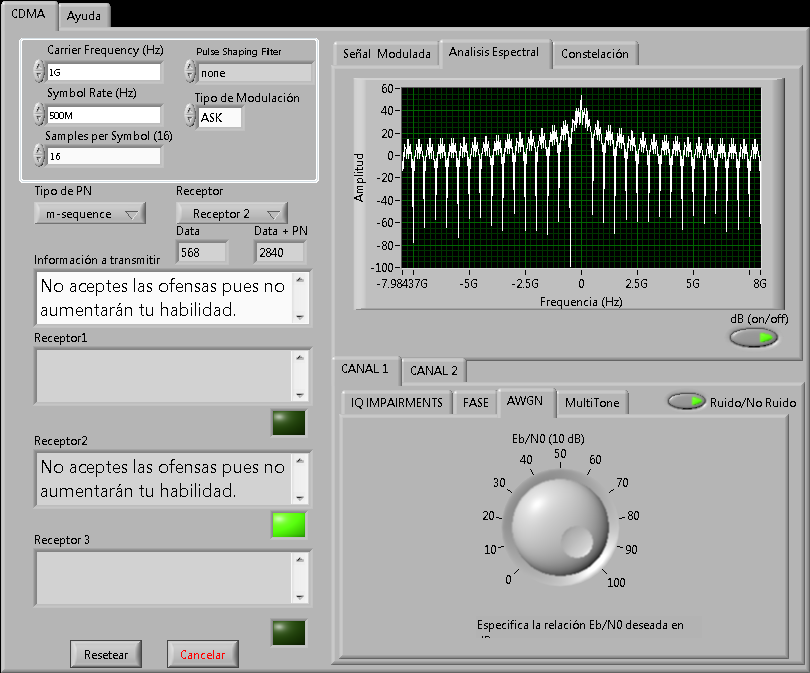 CDMA
Ayuda
Carrier Frequency (Hz)
1G
Pulse Shaping Filter
none
Symbol Rate (Hz)
500M
Tipo de Modulación
ASK
Samples per Symbol (16)
16
Tipo de PN
m-sequence
Receptor
Receptor 2
Data
568
Data + PN
2840
Información a transmitir
No aceptes las ofensas pues no
aumentarán tu habilidad.
Receptor1
Receptor2
No aceptes las ofensas pues no
aumentarán tu habilidad.
Receptor 3
Resetear
Cancelar
Señal Modulada
Analisis Espectral
Constelación
Amplitud
60
40
20
0
-20
-40
-60
-80
-100
-7.98437G
-5G
-2.5G
0
2.5G
5G
8G
Frequencia (Hz)
dB (on/off)
CANAL 1
CANAL 2
IQ IMPAIRMENTS
FASE
AWGN
MultiTone
Ruido/No Ruido
Eb/N0 (10 dB)
0
10
20
30
40
50
60
70
80
90
100
Especifica la relación Eb/N0 deseada en